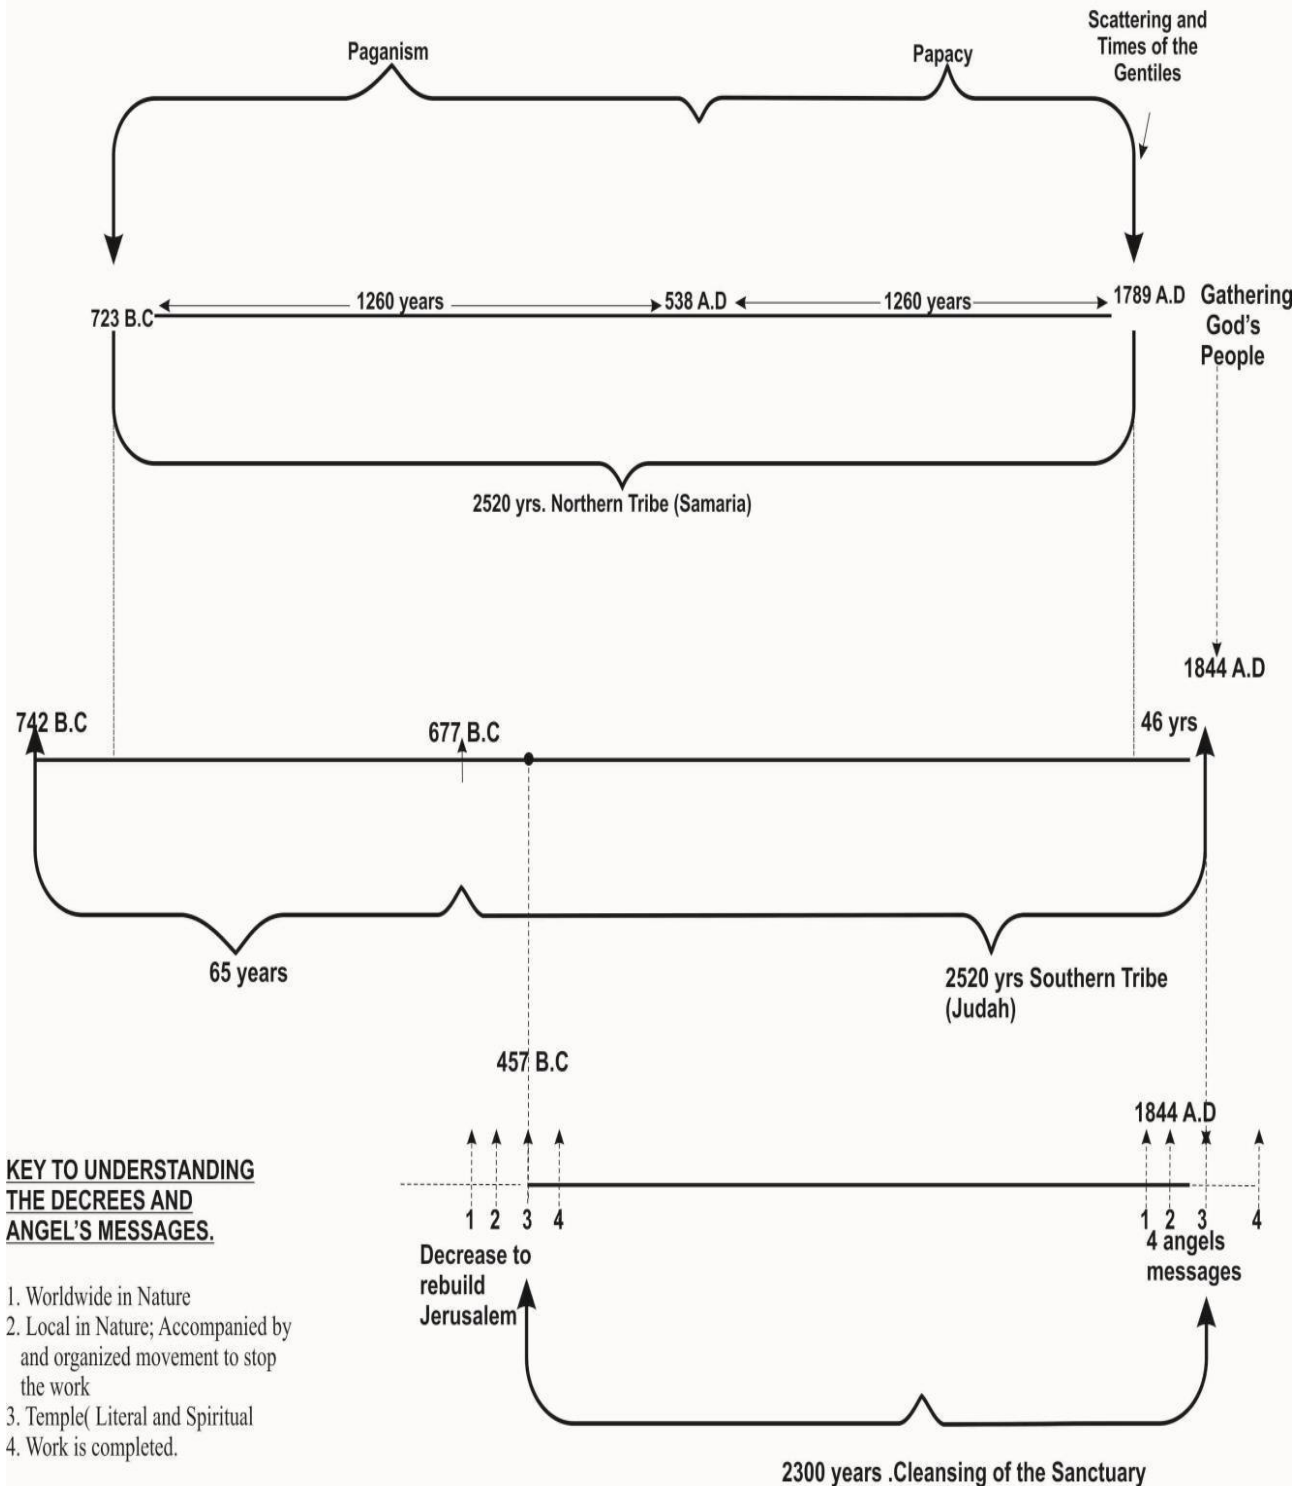 Scattering and
Times of the
Gentiles
Paganism
Papacy
723 B.C
1260 years
538 A.D
1260 years
1789 A.D
Gathering
God's
People
2520 yrs. Northern Tribe (Samaria)
1844 A.D
742 B.C
677 B.C
46 yrs
65 years
2520 yrs Southern Tribe
(Judah)
457 B.C
1844 A.D
KEY TO UNDERSTANDING
THE DECREES AND
ANGEL'S MESSAGES.
1 2 3 4
1 2 3 4
Decrease to
rebuild
Jerusalem
4 angels
messages
1. Worldwide in Nature
2. Local in Nature; Accompanied by
and organized movement to stop
the work
3. Temple( Literal and Spiritual
4. Work is completed.
2300 years .Cleansing of the Sanctuary